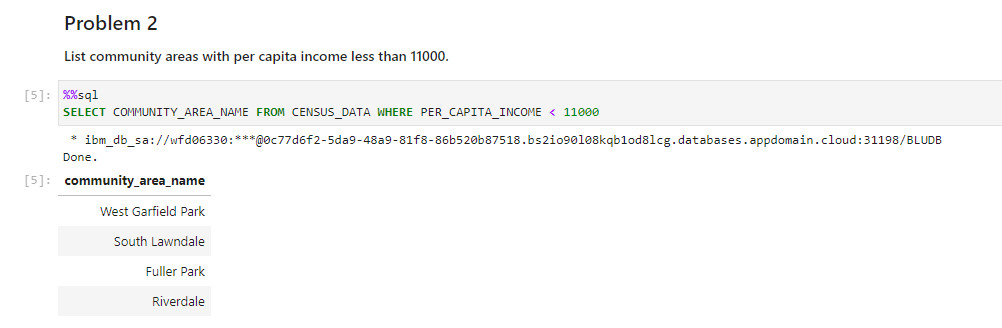 Problem 2
List community areas with per capita income less than 11000.
[5]: %%sql
SELECT COMMUNITY_AREA_NAME FROM CENSUS_DATA WHERE PER_CAPITA_INCOME < 11000
* ibm_db_sa://wfd06330:***@0c77d6f2-5da9-48a9-81f8-86b520b87518.bs2io90l08kqb1od8lcg.databases.appdomain.cloud:31198/BLUDB
Done.
[5]: community_area_name
West Garfield Park
South Lawndale
Fuller Park
Riverdale